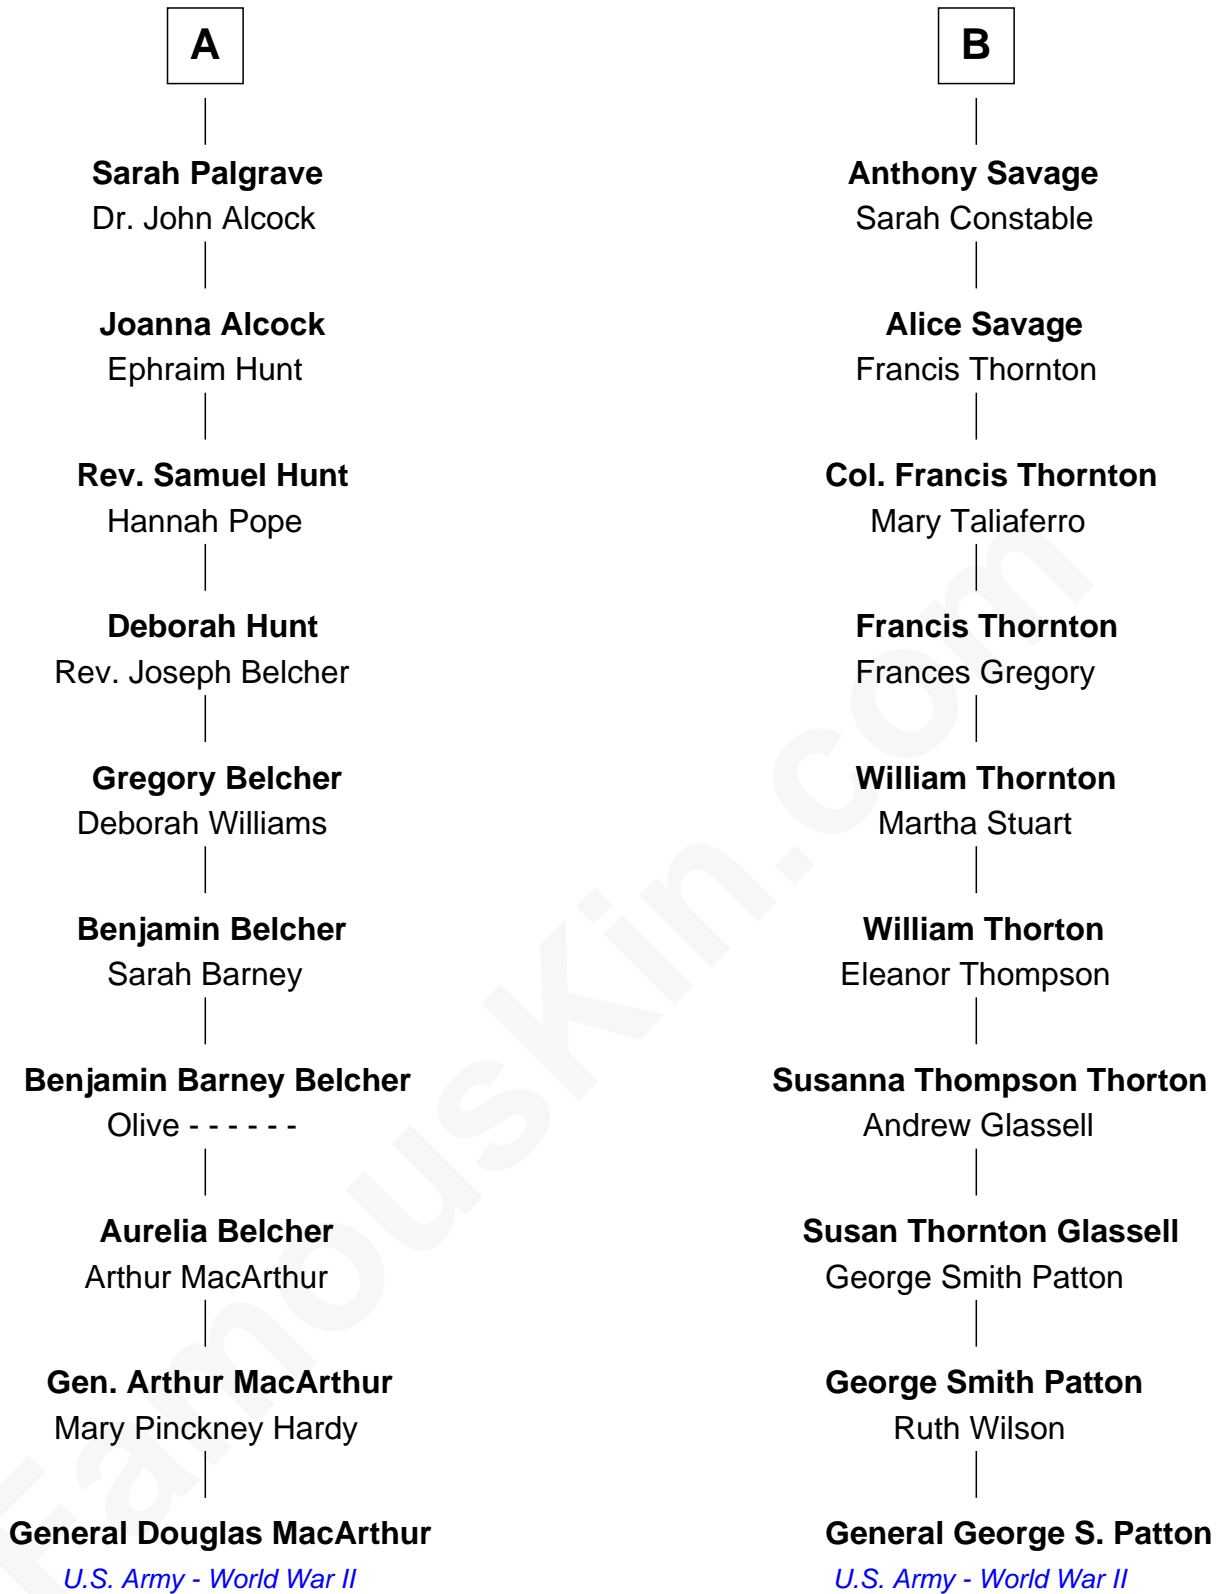 A
Sarah Palgrave
Dr. John Alcock
Joanna Alcock
Ephraim Hunt
Rev. Samuel Hunt
Hannah Pope
Deborah Hunt
Rev. Joseph Belcher
Gregory Belcher
Deborah Williams
Benjamin Belcher
Sarah Barney
Benjamin Barney Belcher
Olive - - - - - -
Aurelia Belcher
Arthur MacArthur
Gen. Arthur MacArthur
Mary Pinckney Hardy
General Douglas MacArthur
U.S. Army - World War II
B
Anthony Savage
Sarah Constable
Alice Savage
Francis Thornton
Col. Francis Thornton
Mary Taliaferro
Francis Thornton
Frances Gregory
William Thornton
Martha Stuart
William Thorton
Eleanor Thompson
Susanna Thompson Thorton
Andrew Glassell
Susan Thornton Glassell
George Smith Patton
George Smith Patton
Ruth Wilson
General George S. Patton
U.S. Army - World War II
FamousKin.com